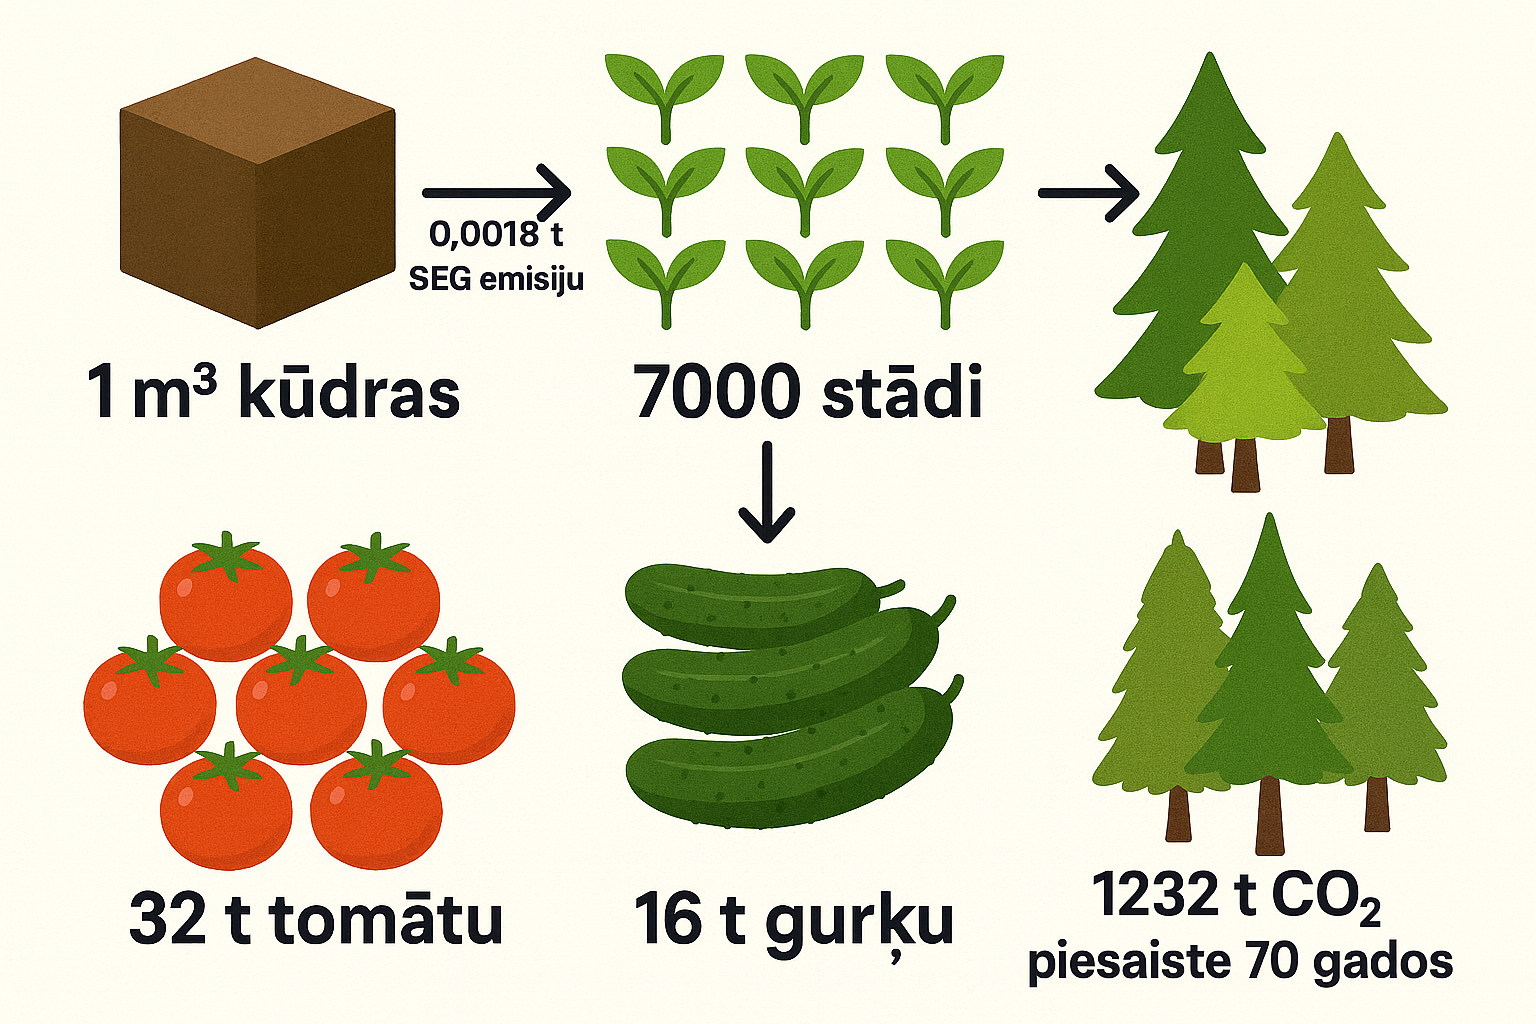 0,0018 t
SEG emisiju
1 m³ kūdras
7000 stādi
32 t tomātu
16 t gurķu
1232 t CO₂
piesaiste 70 gados